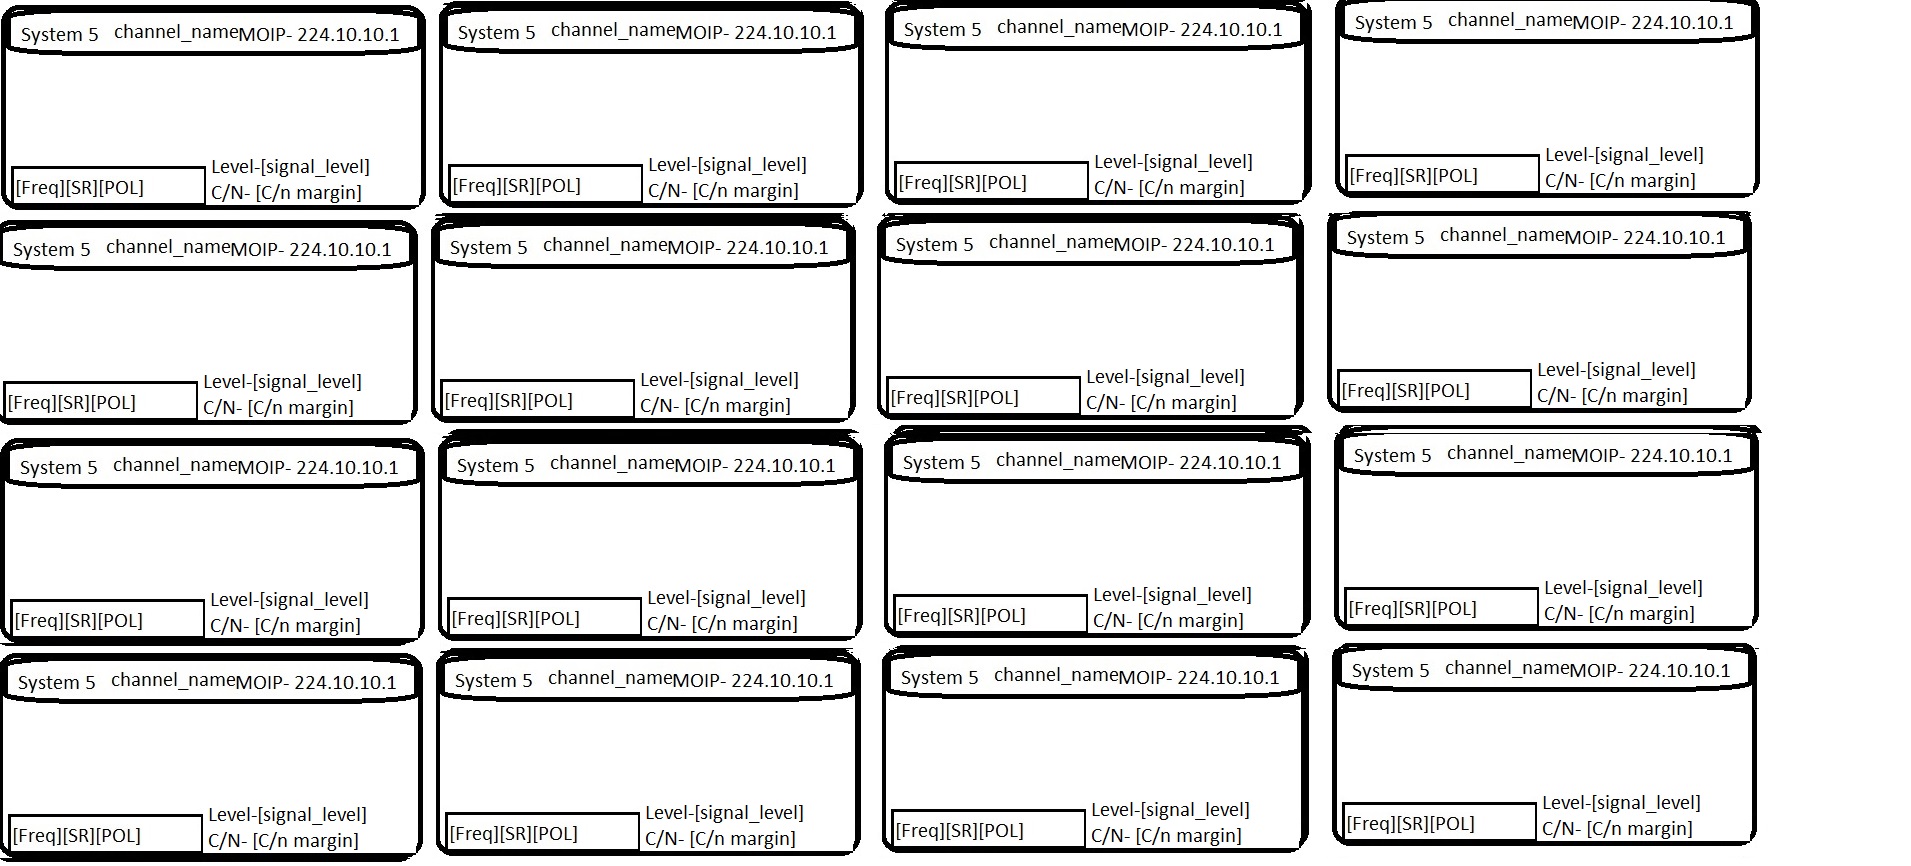 System 5 channel_nameMOIP- 224.10.10.1
Level-[signal_level]
[Freq][SR][POL]
C/N- [C/n margin]
System 5 channel_nameMOIP- 224.10.10.1
Level-[signal_level]
[Freq][SR][POL]
C/N- [C/n margin]
System 5 channel_nameMOIP- 224.10.10.1
Level-[signal_level]
[Freq][SR][POL]
C/N- [C/n margin]
System 5 channel_nameMOIP- 224.10.10.1
Level-[signal_level]
[Freq][SR][POL]
C/N- [C/n margin]
System 5 channel_nameMOIP- 224.10.10.1
Level-[signal_level]
[Freq][SR][POL]
C/N- [C/n margin]
System 5 channel_nameMOIP- 224.10.10.1
Level-[signal_level]
[Freq][SR][POL]
C/N- [C/n margin]
System 5 channel_nameMOIP- 224.10.10.1
Level-[signal_level]
[Freq][SR][POL]
C/N- [C/n margin]
System 5 channel_nameMOIP- 224.10.10.1
Level-[signal_level]
[Freq][SR][POL]
C/N- [C/n margin]
System 5 channel_nameMOIP- 224.10.10.1
Level-[signal_level]
[Freq][SR][POL]
C/N- [C/n margin]
System 5 channel_nameMOIP- 224.10.10.1
Level-[signal_level]
[Freq][SR][POL]
C/N- [C/n margin]
System 5 channel_nameMOIP- 224.10.10.1
Level-[signal_level]
[Freq][SR][POL]
C/N- [C/n margin]
System 5 channel_nameMOIP- 224.10.10.1
Level-[signal_level]
[Freq][SR][POL]
C/N- [C/n margin]
System 5 channel_nameMOIP- 224.10.10.1
Level-[signal_level]
[Freq][SR][POL]
C/N- [C/n margin]
System 5 channel_nameMOIP- 224.10.10.1
Level-[signal_level]
[Freq][SR][POL]
C/N- [C/n margin]
System 5 channel_nameMOIP- 224.10.10.1
Level-[signal_level]
[Freq][SR][POL]
C/N- [C/n margin]
System 5 channel_nameMOIP- 224.10.10.1
Level-[signal_level]
[Freq][SR][POL]
C/N- [C/n margin]